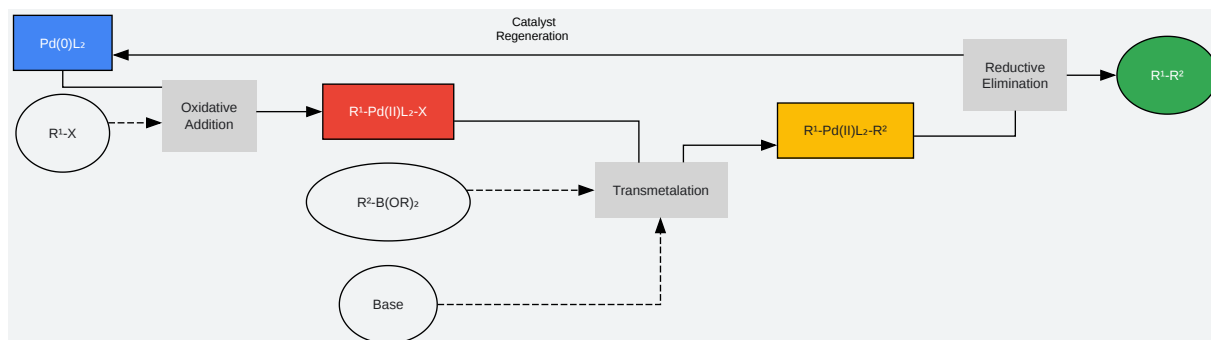 Catalyst
Regeneration
Pd(0)L₂
R¹-X
Oxidative
Addition
R¹-Pd(II)L₂-X
R²-B(OR)₂
Base
Transmetalation
R¹-Pd(II)L₂-R²
Reductive
Elimination
R¹-R²